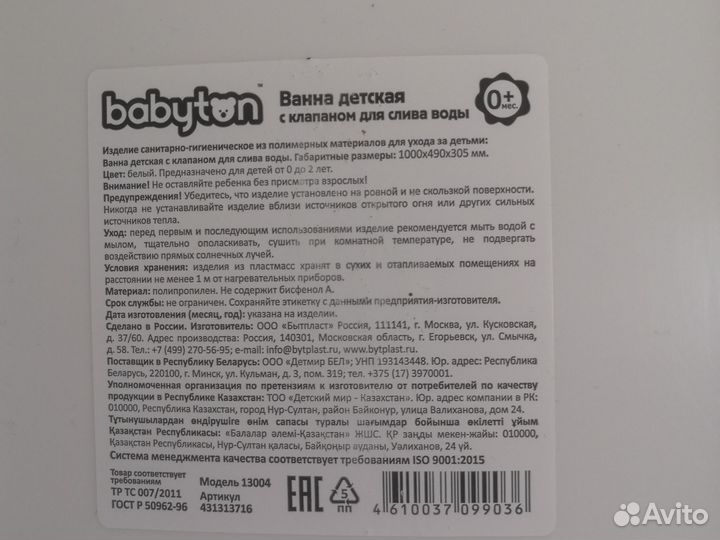 babyton™
Ванна детская
с клапаном для слива воды
0+
мес.
Изделие санитарно-гигиеническое из полимерных материалов для ухода за детьми:
Ванна детская с клапаном для слива воды. Габаритные размеры: 1000х490х305 мм.
Цвет: белый. Предназначено для детей от 0 до 2 лет.
Внимание! Не оставляйте ребенка без присмотра взрослых!
Предупреждения! Убедитесь, что изделие установлено на ровной и не скользкой поверхности.
Никогда не устанавливайте изделие вблизи источников открытого огня или других сильных
источников тепла.
Уход: перед первым и последующим использованиями изделие рекомендуется мыть водой с
мылом, тщательно ополаскивать, сушить при комнатной температуре, не подвергать
воздействию прямых солнечных лучей.
Условия хранения: изделия из пластмасс хранят в сухих и отапливаемых помещениях на
расстоянии не менее 1 м от нагревательных приборов.
Материал: полипропилен. Не содержит бисфенол А.
Срок службы: не ограничен. Сохраняйте этикетку с данными предприятия-изготовителя.
Дата изготовления (месяц, год): указана на изделии.
Сделано в России. Изготовитель: ООО «Бытпласт» Россия, 111141, г. Москва, ул. Кусковская,
д. 37/60. Адрес производства: Россия, 140301, Московская область, г. Егорьевск, ул. Смычка,
д. 58. Тел.: +7 (499) 270-56-95; e-mail: info@bytplast.ru, www.bytplast.ru
Поставщик в Республику Беларусь: ООО «Детмир БЕЛ»; УНП 193143448. Юр. адрес: Республика
Беларусь, 220100, г. Минск, ул. Кульман, д. 3, пом. 319; тел. +375 (17) 3970001.
Уполномоченная организация по претензиям к изготовителю от потребителей по качеству
продукции в Республике Казахстан: ТОО «Детский мир - Казахстан». Юр. адрес компании в РК:
010000, Республика Казахстан, город Нур-Султан, район Байконур, улица Валиханова, дом 24.
Тұтынушылардан өндірушіге өнім сапасы туралы шағымдар бойынша өкілетті ұйым
Қазақстан Республикасы: «Балалар әлемі-Қазақстан» ЖШС. ҚР заңды мекен-жайы: 010000,
Қазақстан Республикасы, Нур-Султан қаласы, Байқоңыр ауданы, Уәлиханов, 24 үй.
Система менеджмента качества соответствует требованиям ISO 9001:2015
Товар соответствует
требованиям
ТР ТС 007/2011
ГОСТ Р 50962-96
Модель 13004
Артикул
431313716
EAC
5
ПП
4 610037 099036
Avito